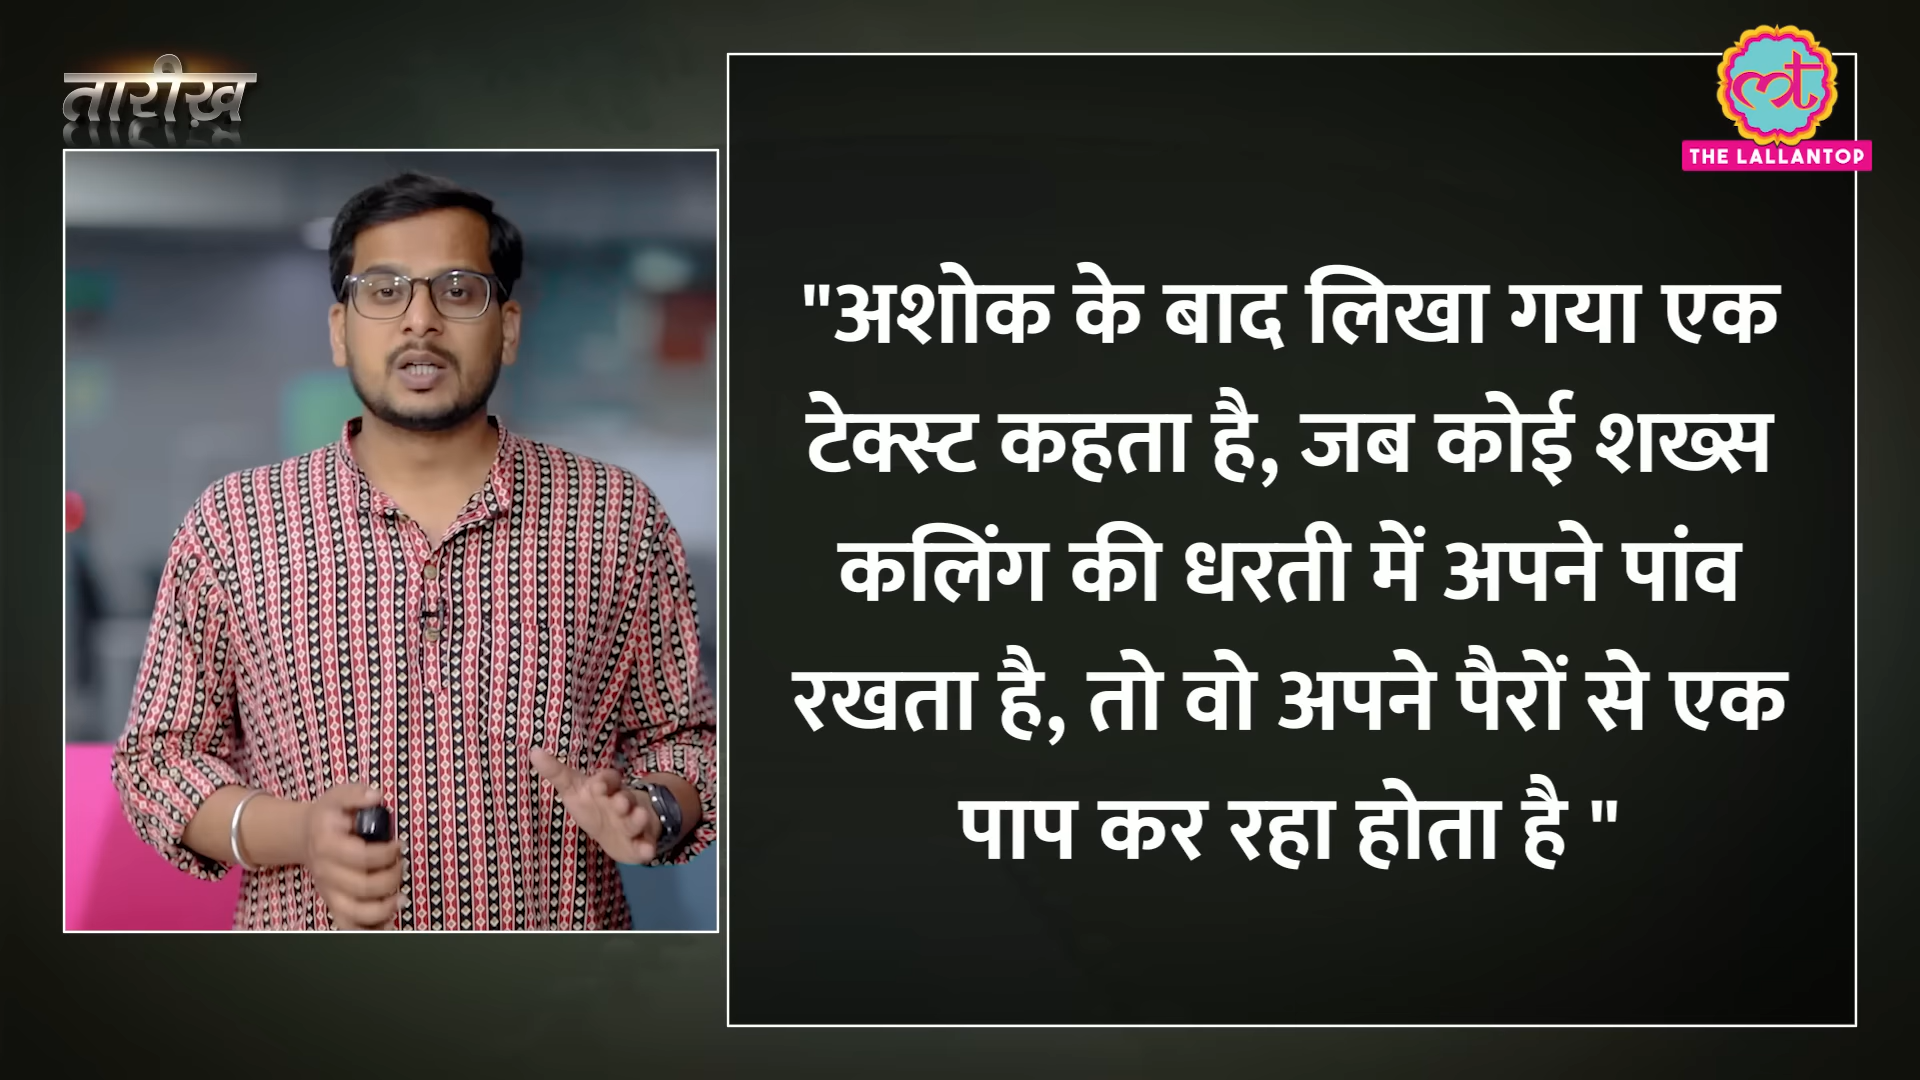 तारीख़
THE LALLANTOP
"अशोक के बाद लिखा गया एक
टेक्स्ट कहता है, जब कोई शख्स
कलिंग की धरती में अपने पांव
रखता है, तो वो अपने पैरों से एक
पाप कर रहा होता है "